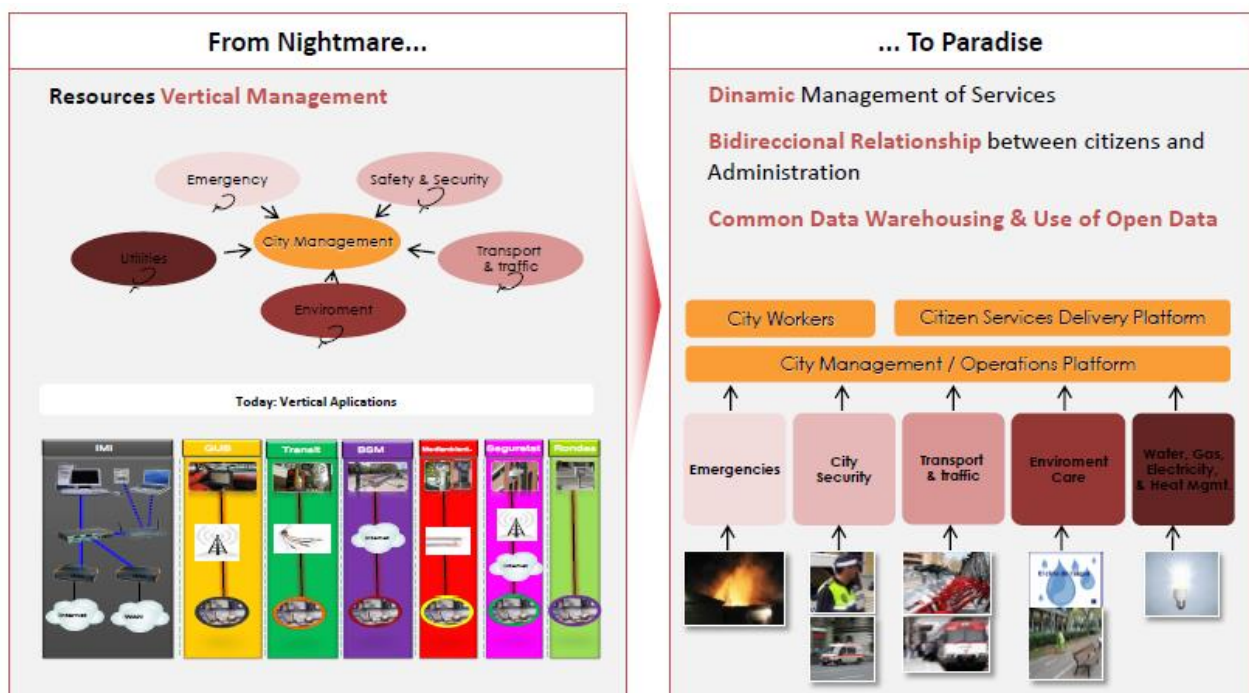 From Nightmare...
Resources Vertical Management
Emergency
Safety & Security
City Management
Utilities
Transport
& traffic
Enviroment
Today: Vertical Aplications
IMI
GUB
Transit
BSM
Seguretat
Rondes
Internet
WAN
Internet
Internet
... To Paradise
Dinamic Management of Services
Bidireccional Relationship between citizens and
Administration
Common Data Warehousing & Use of Open Data
City Workers
Citizen Services Delivery Platform
City Management / Operations Platform
Emergencies
City
Security
Transport
& traffic
Enviroment
Care
Water, Gas,
Electricity,
& Heat Mgmt.